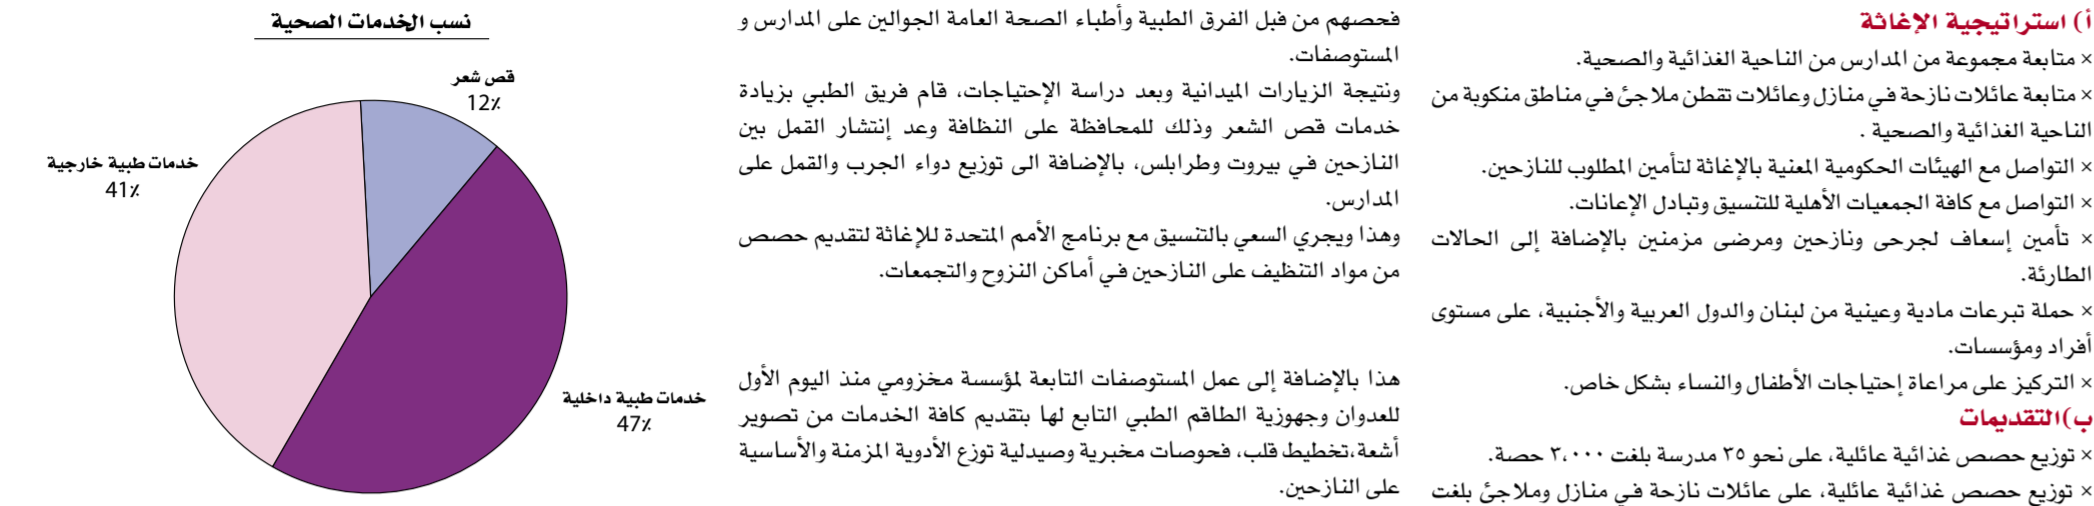 أ) استراتيجية الإغاثة
× متابعة مجموعة من المدارس من الناحية الغذائية والصحية.
× متابعة عائلات نازحة في منازل وعائلات تقطن ملاجئ في مناطق منكوبة من
الناحية الغذائية والصحية .
× التواصل مع الهيئات الحكومية المعنية بالإغاثة لتأمين المطلوب للنازحين.
× التواصل مع كافة الجمعيات الأهلية للتنسيق وتبادل الإعانات.
× تأمين إسعاف لجرحى ونازحين ومرضى مزمنين بالإضافة إلى الحالات
الطارئة.
× حملة تبرعات مادية وعينية من لبنان والدول العربية والأجنبية، على مستوى
أفراد ومؤسسات.
× التركيز على مراعاة إحتياجات الأطفال والنساء بشكل خاص.
ب)التقديمات
× توزيع حصص غذائية عائلية، على نحو ٣٥ مدرسة بلغت ٣،٠٠٠ حصة.
× توزيع حصص غذائية عائلية، على عائلات نازحة في منازل وملاجئ بلغت
فحصهم من فبل الفرق الطبية وأطباء الصحة العامة الجوالين على المدارس و
المستوصفات.
ونتيجة الزيارات الميدانية وبعد دراسة الإحتياجات، قام فريق الطبي بزيادة
خدمات قص الشعر وذلك للمحافظة على النظافة وعد إنتشار القمل بين
النازحين في بيروت وطرابلس، بالإضافة الى توزيع دواء الجرب والقمل على
المدارس.
وهذا ويجري السعي بالتنسيق مع برنامج الأمم المتحدة للإغاثة لتقديم حصص
من مواد التنظيف على النازحين في أماكن النزوح والتجمعات.
هذا بالإضافة إلى عمل المستوصفات التابعة لمؤسسة مخزومي منذ اليوم الأول
للعدوان وجهوزية الطاقم الطبي التابع لها بتقديم كافة الخدمات من تصوير
أشعة،تخطيط قلب، فحوصات مخبرية وصيدلية توزع الأدوية المزمنة والأساسية
على النازحين.
نسب الخدمات الصحية
قص شعر
12٪
خدمات طبية خارجية
41٪
خدمات طبية داخلية
47٪